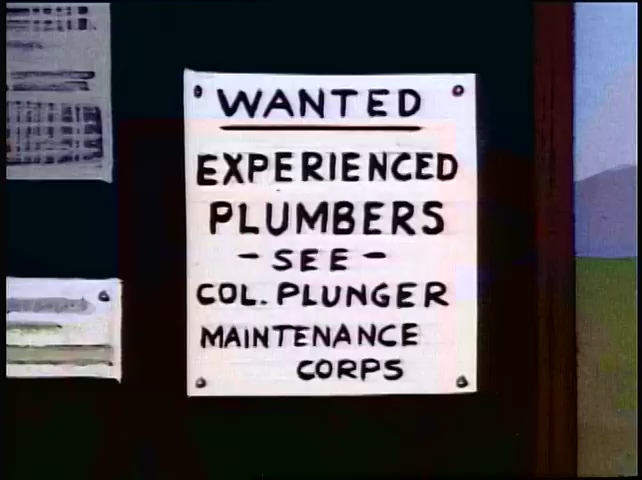 WANTED
EXPERIENCED
PLUMBERS
- SEE -
COL. PLUNGER
MAINTENANCE
CORPS